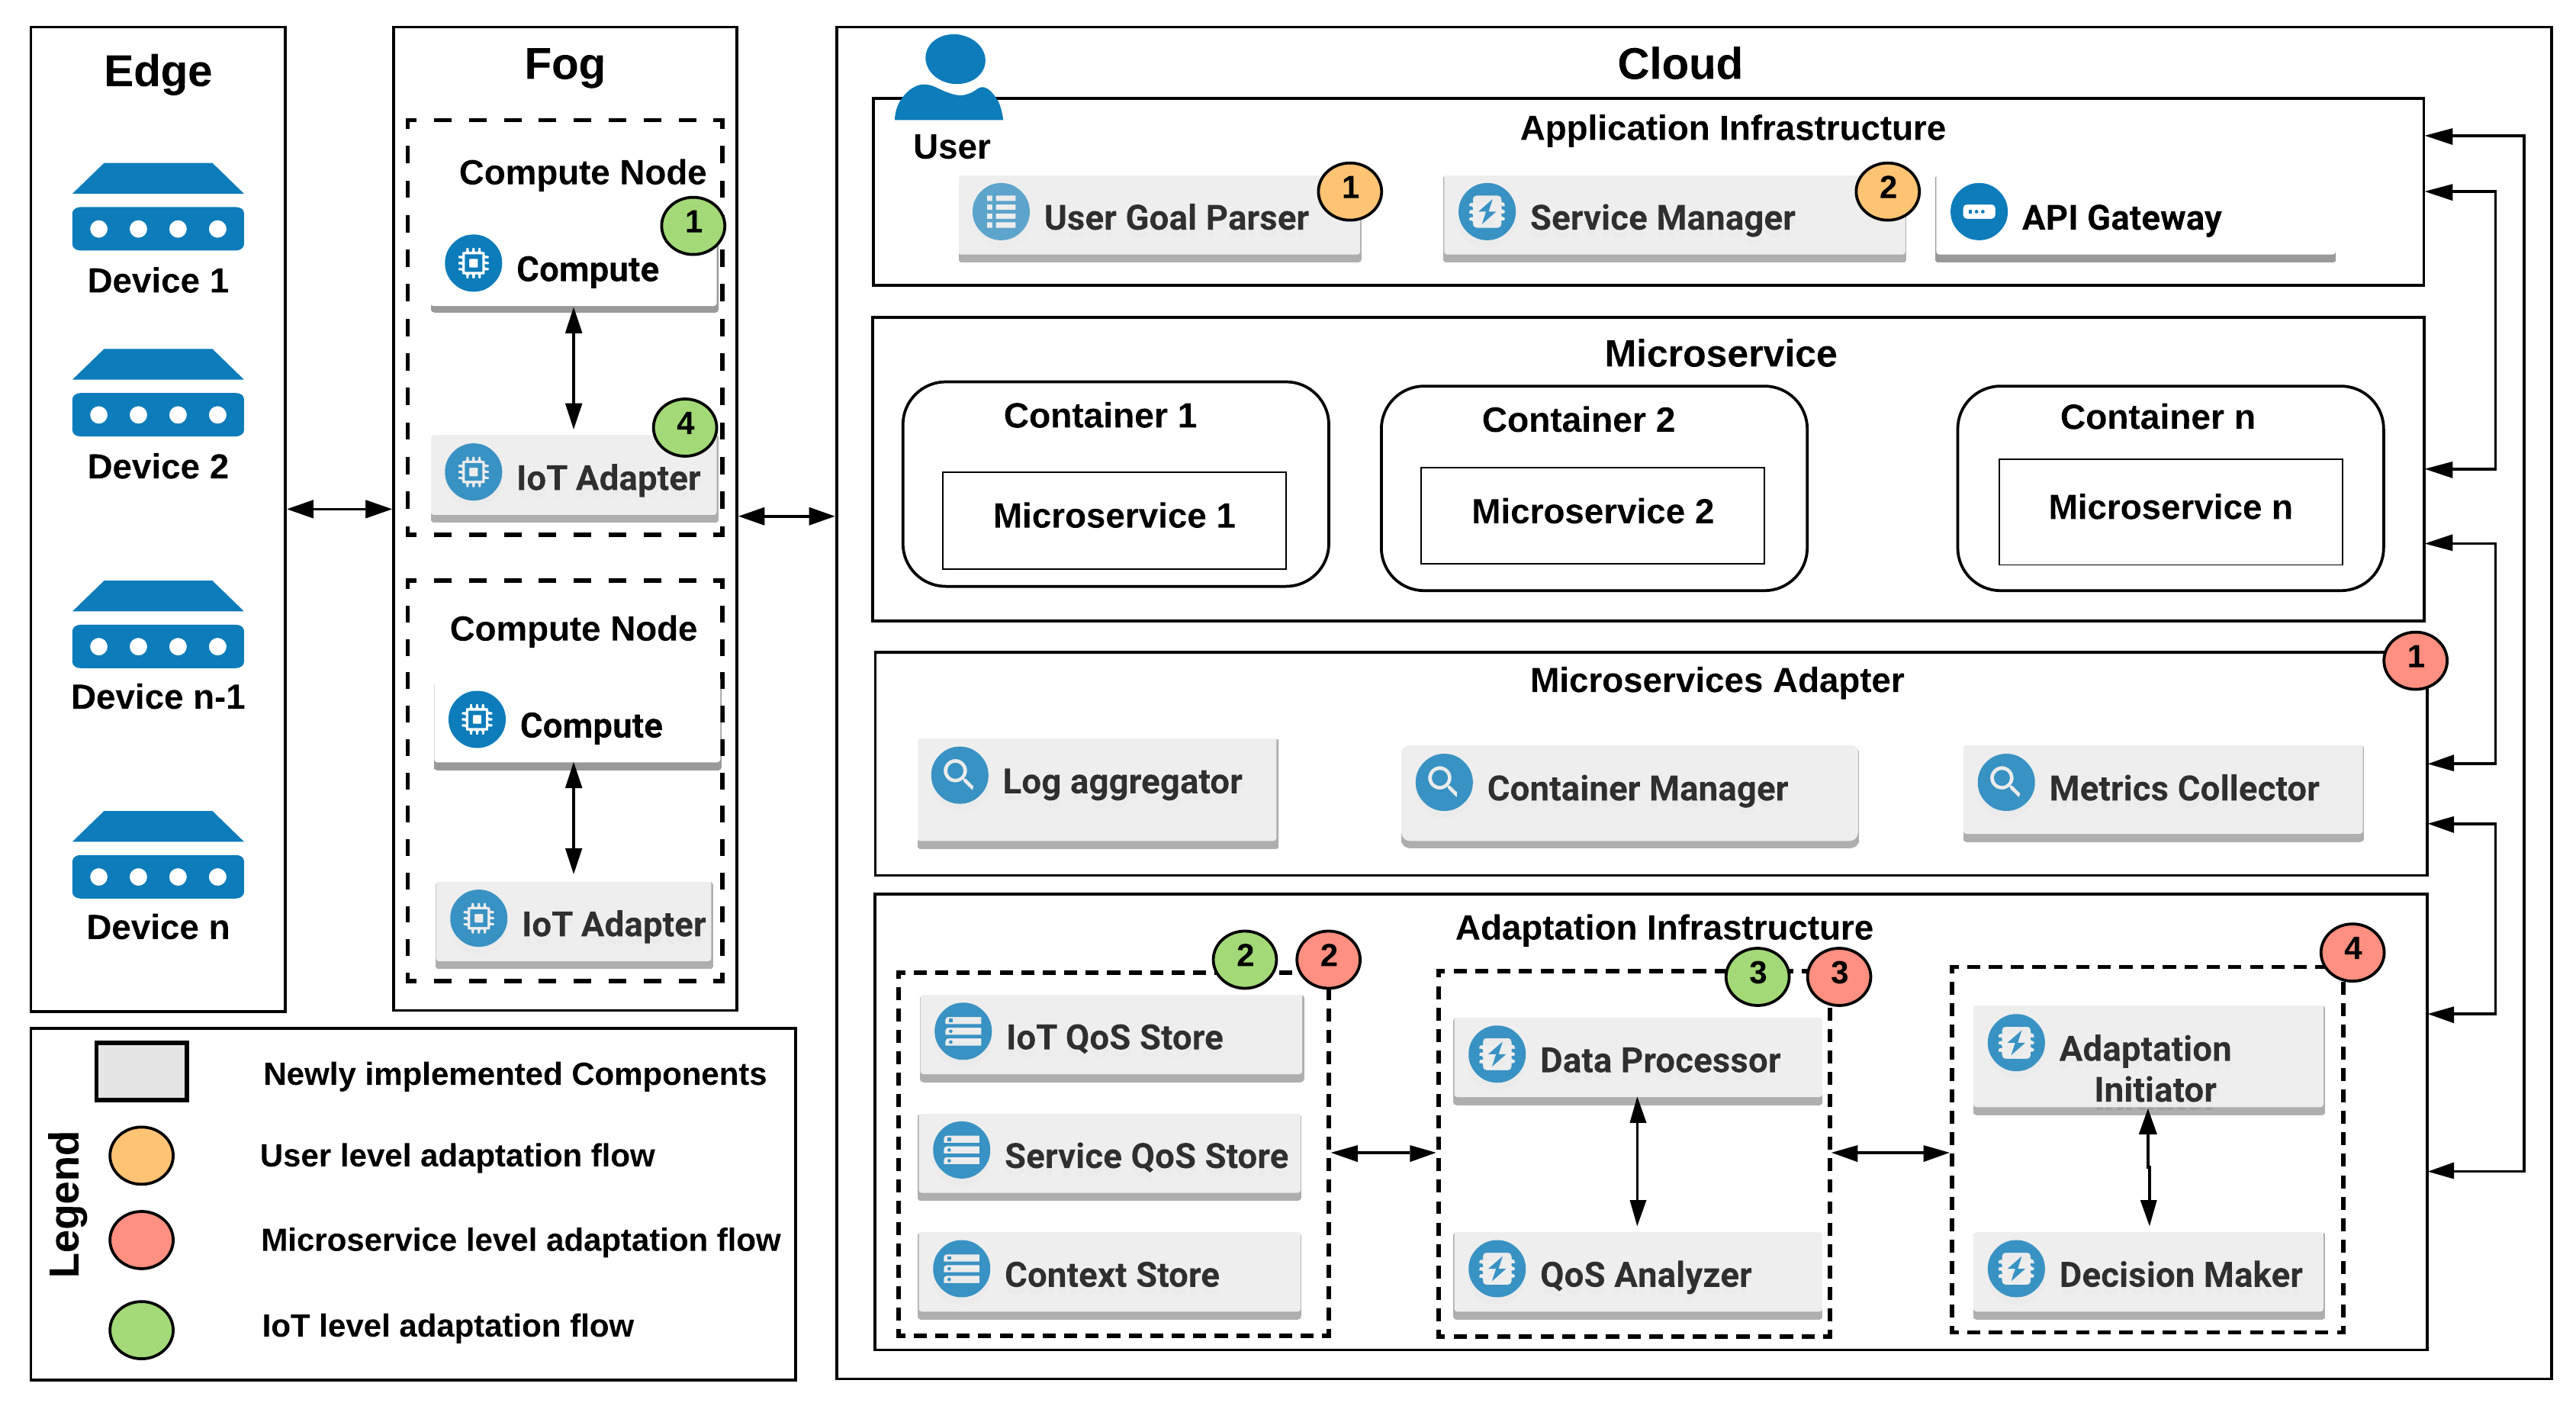 Edge
Device 1
Device 2
Device n-1
Device n
Fog
Compute Node
1
Compute
4
IoT Adapter
Compute Node
Compute
IoT Adapter
Cloud
User
Application Infrastructure
User Goal Parser
1
Service Manager
2
API Gateway
Microservice
Container 1
Microservice 1
Container 2
Microservice 2
Container n
Microservice n
Microservices Adapter
1
Log aggregator
Container Manager
Metrics Collector
Adaptation Infrastructure
2
2
IoT QoS Store
Service QoS Store
Context Store
3
3
Data Processor
QoS Analyzer
4
Adaptation
Initiator
Decision Maker
Legend
Newly implemented Components
User level adaptation flow
Microservice level adaptation flow
IoT level adaptation flow